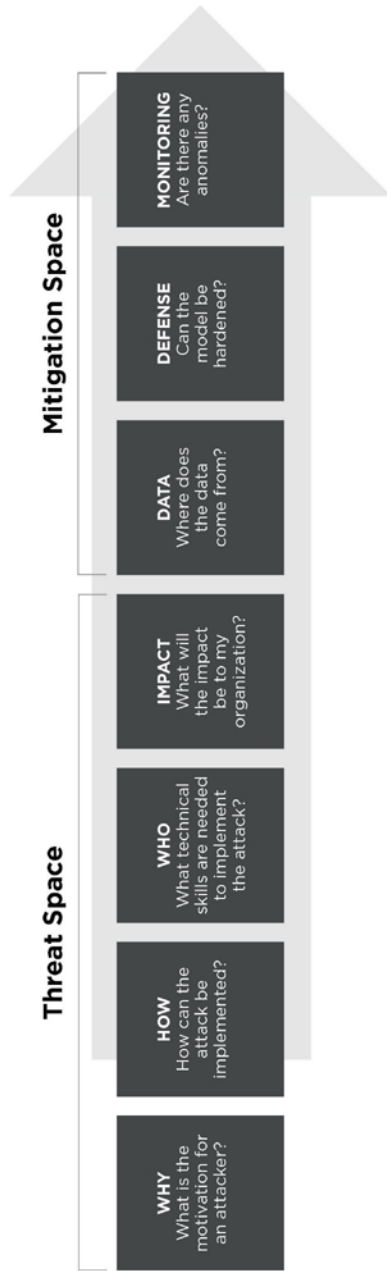 Threat Space
Mitigation Space
WHY
What is the
motivation for
an attacker?
HOW
How can the
attack be
implemented?
WHO
What technical
skills are needed
to implement
the attack?
IMPACT
What will
the impact
be to my
organization?
DATA
Where does
the data
come from?
DEFENSE
Can the
model be
hardened?
MONITORING
Are there any
anomalies?